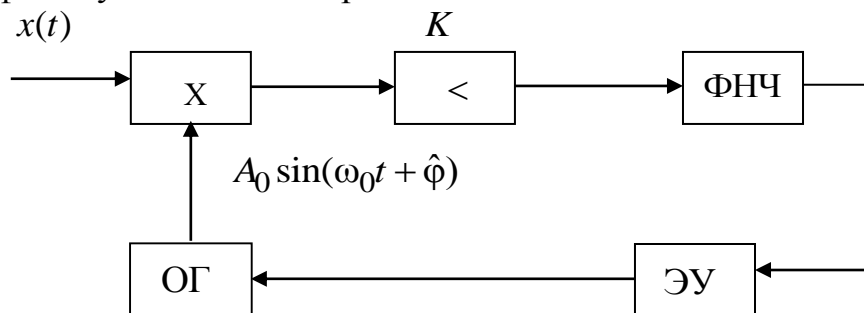 x(t)
K
X
<
ФНЧ
A₀ sin(ω₀t + φ̂)
ОГ
ЭУ